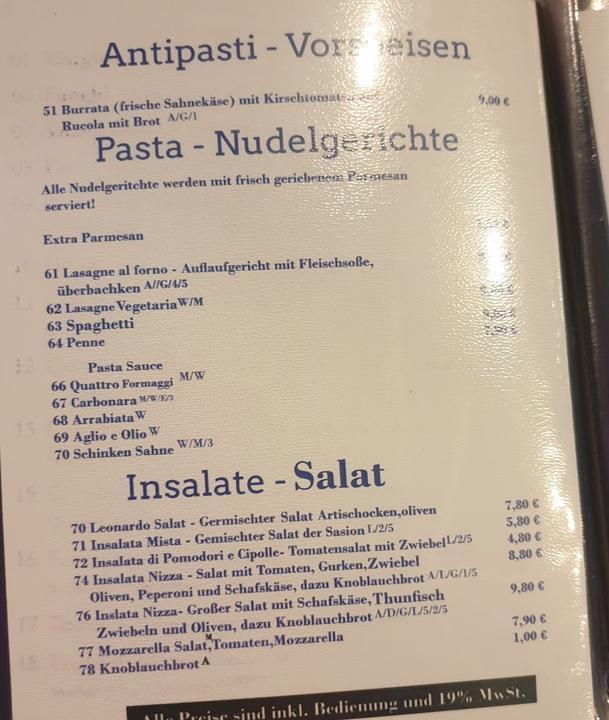 Antipasti - Vorspeisen
51 Burrata (frische Sahnekäse) mit Kirschtomaten 9,00 €
Rucola mit Brot A/G/1
Pasta - Nudelgerichte
Alle Nudelgeritchte werden mit frisch geriebenem Parmesan
serviert!
Extra Parmesan
61 Lasagne al forno - Auflaufgericht mit Fleischsoße,
überbachken A//G/4/5
62 Lasagne Vegetaria W/M
63 Spaghetti
64 Penne
Pasta Sauce
66 Quattro Formaggi M/W
67 Carbonara M/W/E/3
68 Arrabiata W
69 Aglio e Olio W
70 Schinken Sahne W/M/3
Insalate - Salat
70 Leonardo Salat - Germischter Salat Artischocken,oliven 7,80 €
71 Insalata Mista - Gemischter Salat der Sasion L/2/5 5,80 €
72 Insalata di Pomodori e Cipolle- Tomatensalat mit Zwiebel L/2/5 4,80 €
74 Insalata Nizza - Salat mit Tomaten, Gurken,Zwiebel 8,80 €
Oliven, Peperoni und Schafskäse, dazu Knoblauchbrot A/L/G/1/5
76 Inslata Nizza- Großer Salat mit Schafskäse, Thunfisch 9,80 €
Zwiebeln und Oliven, dazu Knoblauchbrot A/D/G/L/5/2/5
77 Mozzarella Salat,M Tomaten,Mozzarella 7,90 €
78 Knoblauchbrot A 1,00 €
Alle Preise sind inkl. Bedienung und 19% MwSt.